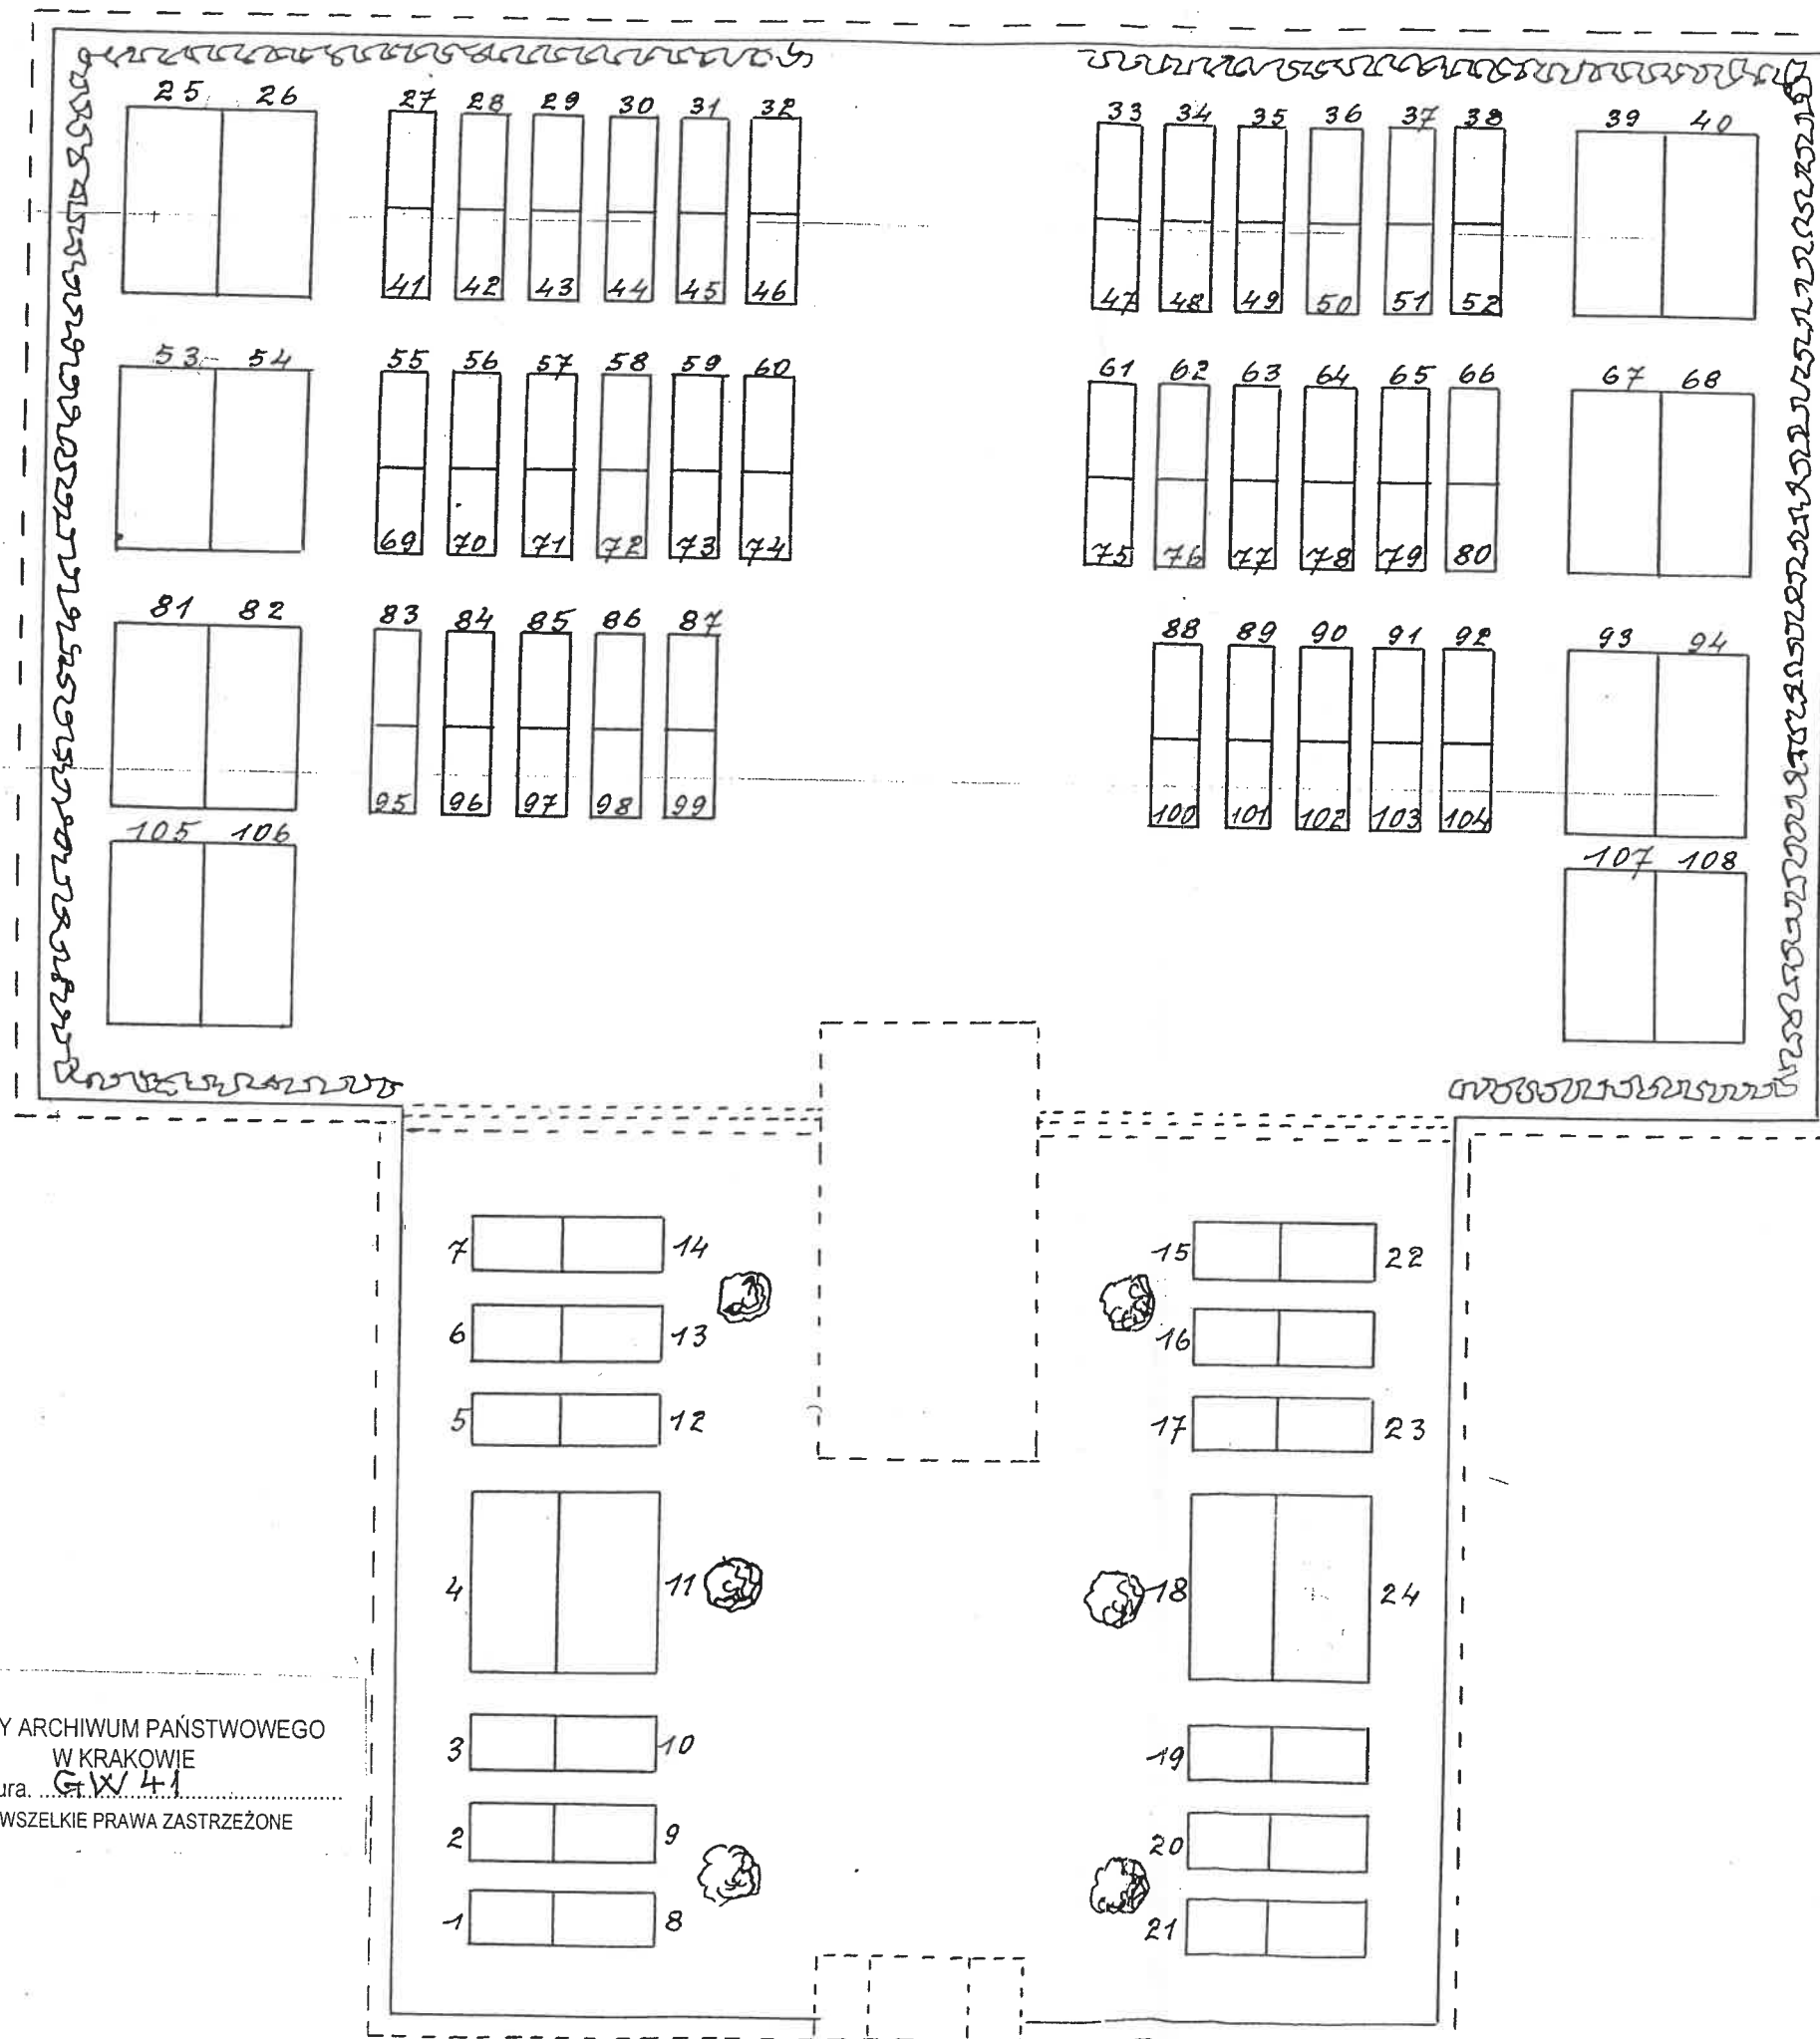 25 26 27 28 29 30 31 32 33 34 35 36 37 38 39 40
41 42 43 44 45 46 47 48 49 50 51 52
53 54 55 56 57 58 59 60 61 62 63 64 65 66 67 68
69 70 71 72 73 74 75 76 77 78 79 80
81 82 83 84 85 86 87 88 89 90 91 92 93 94
95 96 97 98 99 100 101 102 103 104
105 106 107 108
7 14 15 22
6 13 16
5 12 17 23
4 11 18 24
3 10 19
2 9 20
1 8 21
Y ARCHIWUM PAŃSTWOWEGO
W KRAKOWIE
ura. GW 41
WSZELKIE PRAWA ZASTRZEŻONE